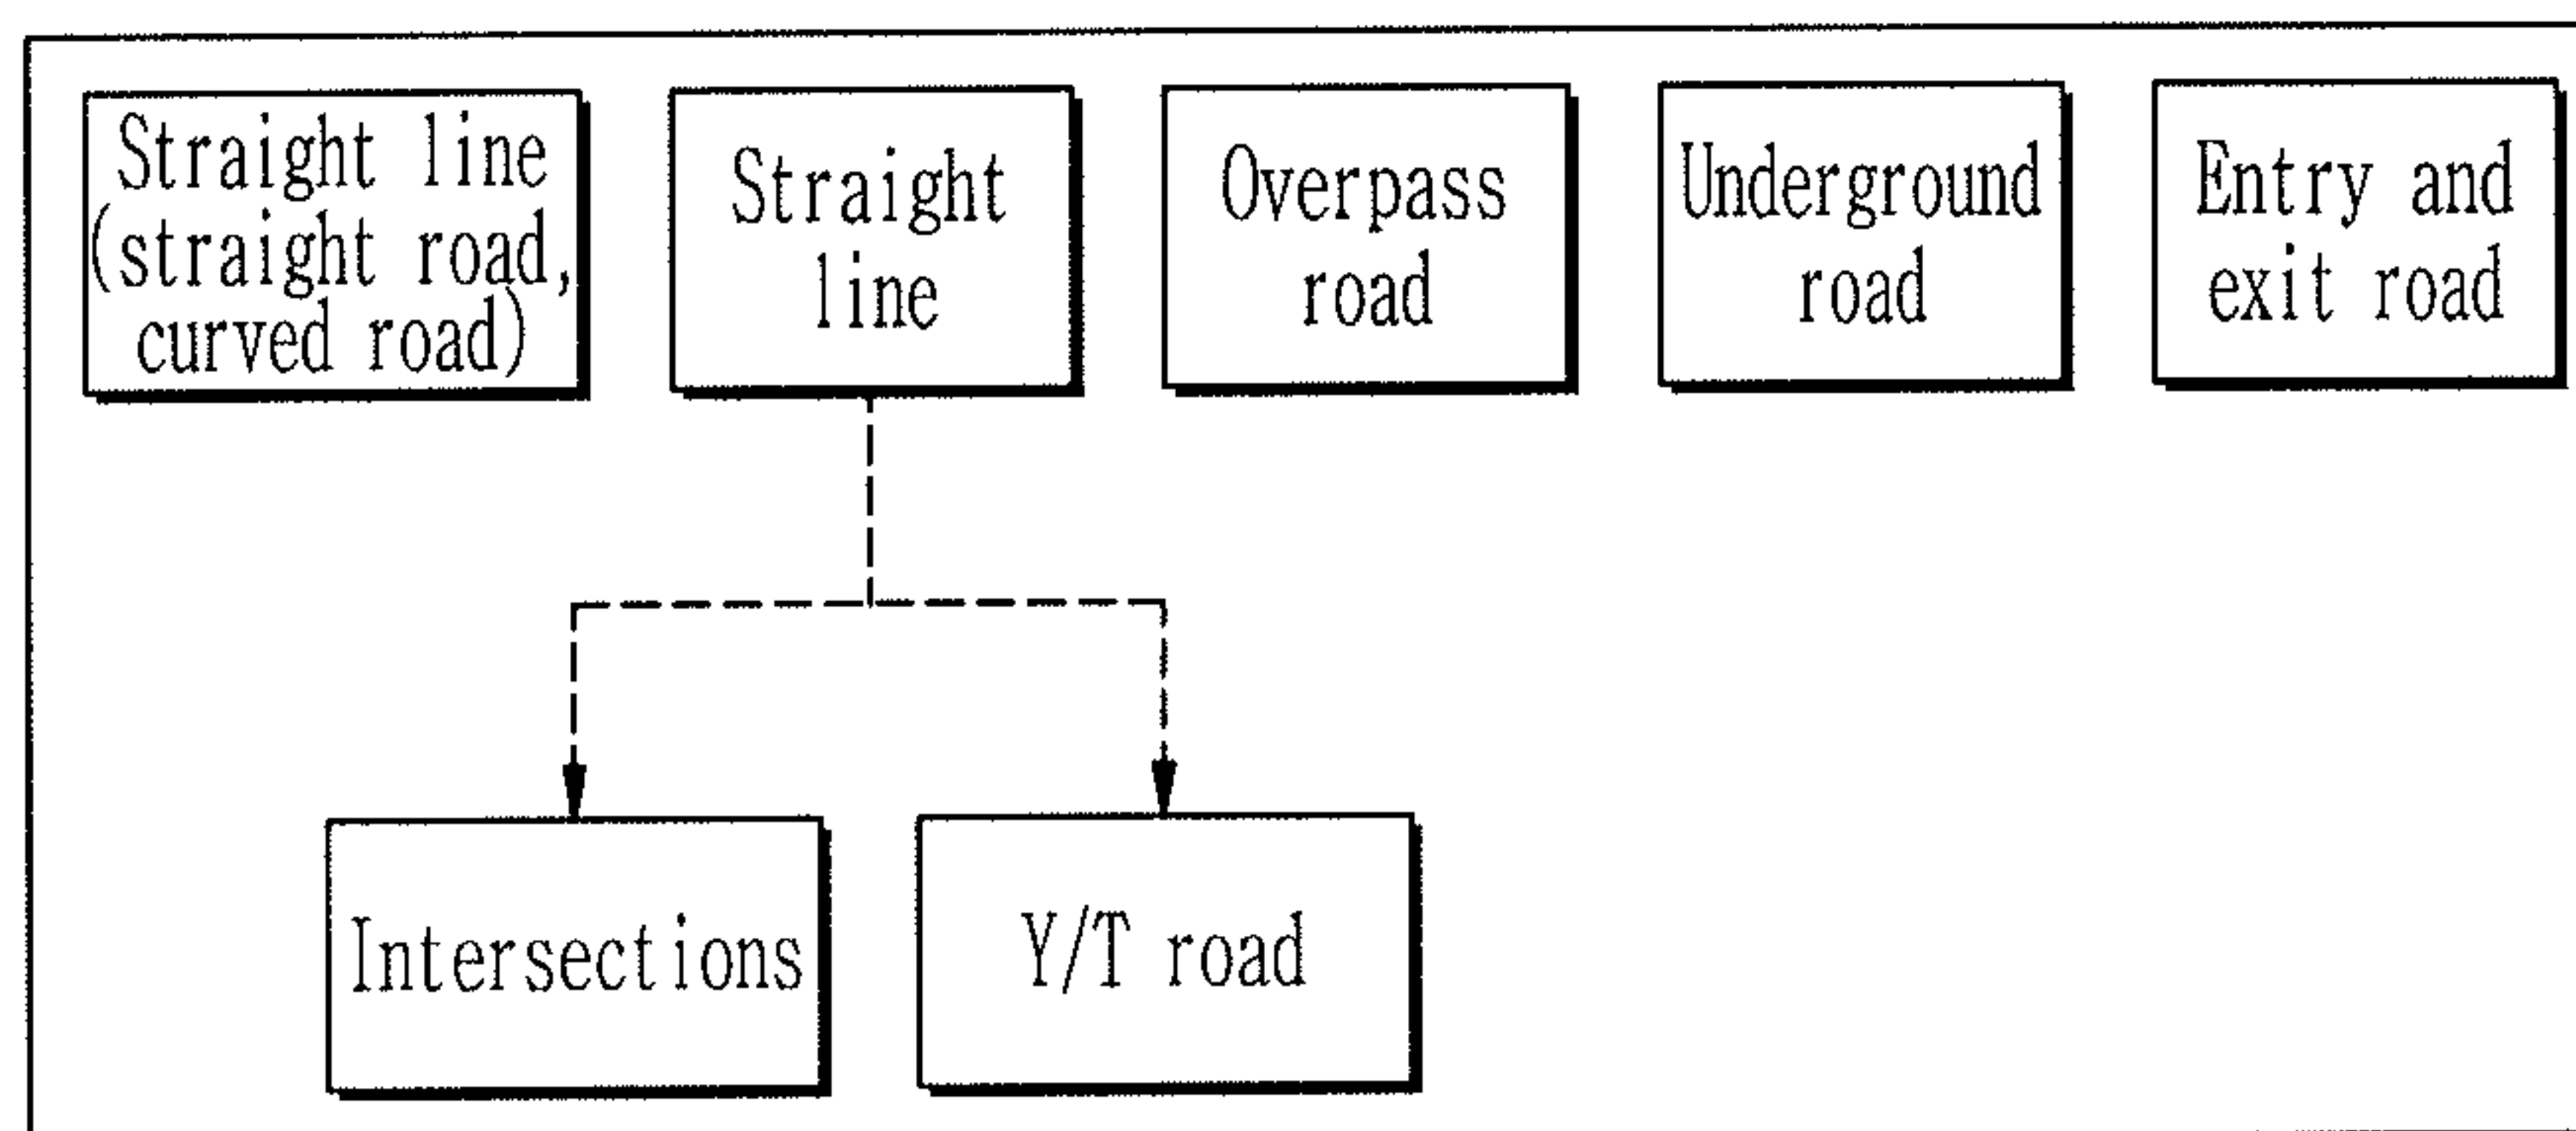 Straight line
(straight road,
curved road)
Straight
line
Overpass
road
Underground
road
Entry and
exit road
Intersections
Y/T road